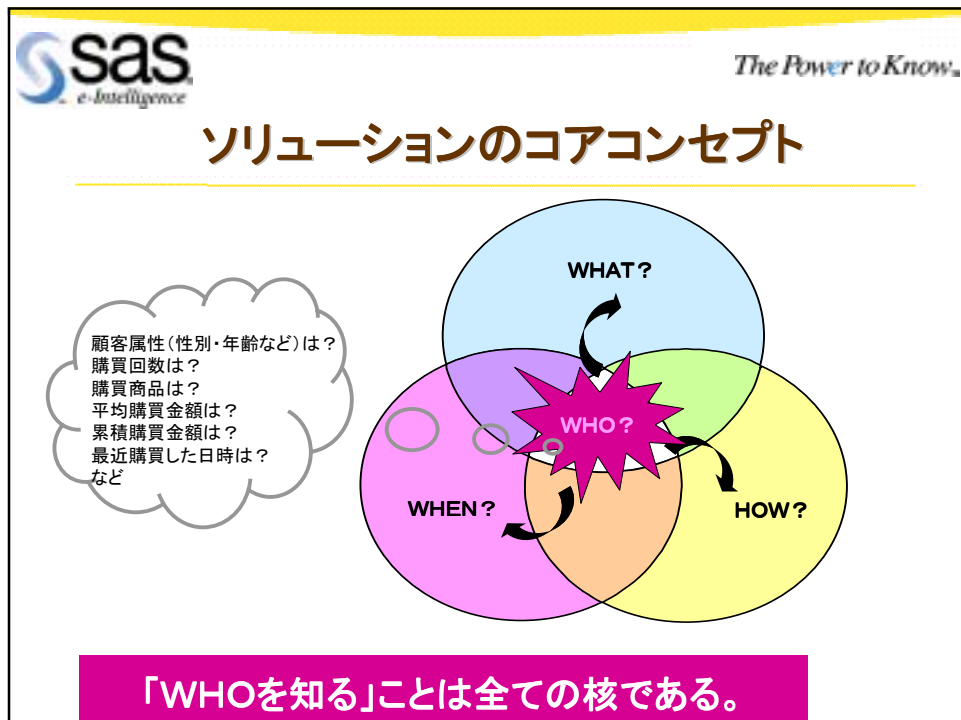 sas
e-Intelligence
The Power to Know
ソリューションのコアコンセプト
WHAT？
顧客属性（性別・年齢など）は？
購買回数は？
購買商品は？
平均購買金額は？
累積購買金額は？
最近購買した日時は？
など
WHO？
WHEN？
HOW？
「WHOを知る」ことは全ての核である。